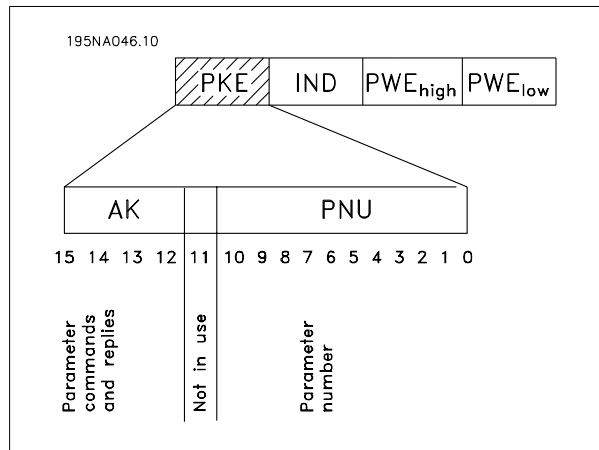 195NA046.10
PKE IND PWEhigh PWElow
AK PNU
15 14 13 12 11 10 9 8 7 6 5 4 3 2 1 0
Parameter
commands
and replies
Not in use
Parameter
number